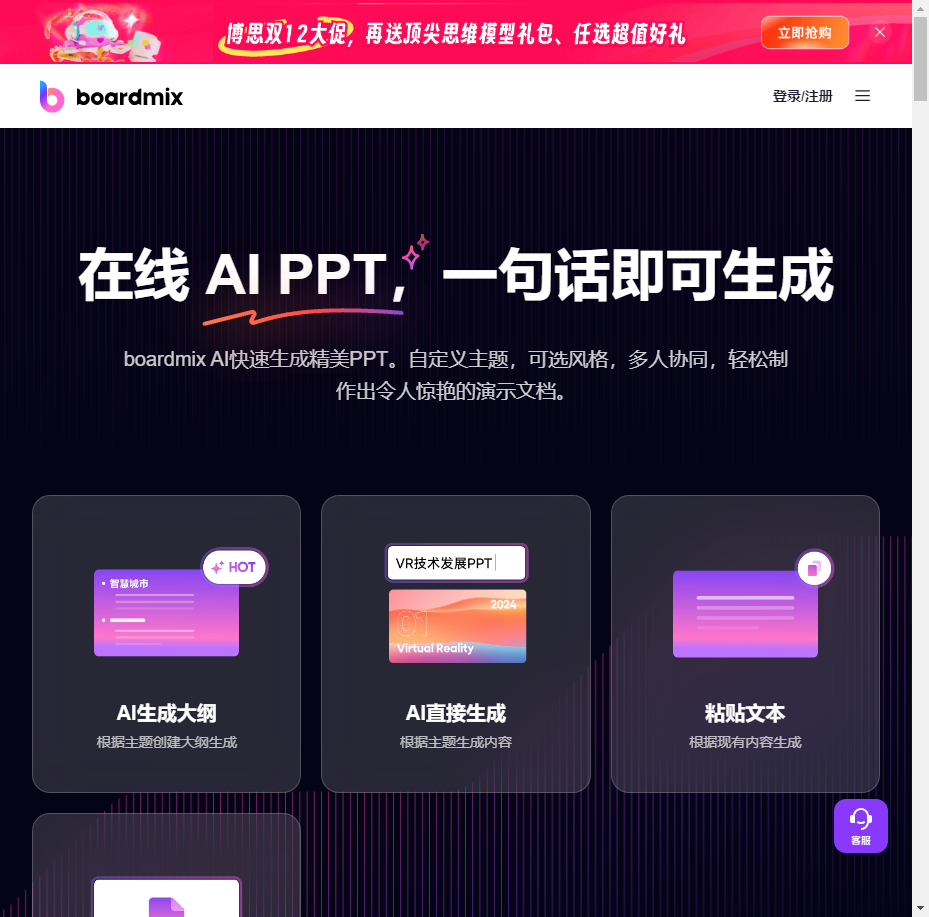 博思双12大促，再送顶尖思维模型礼包、任选超值好礼
立即抢购
boardmix
登录/注册
在线 AI PPT，一句话即可生成
boardmix AI快速生成精美PPT。自定义主题，可选风格，多人协同，轻松制
作出令人惊艳的演示文档。
HOT
智慧城市
AI生成大纲
根据主题创建大纲生成
VR技术发展PPT
2024
01
Virtual Reality
AI直接生成
根据主题生成内容
粘贴文本
根据现有内容生成
客服